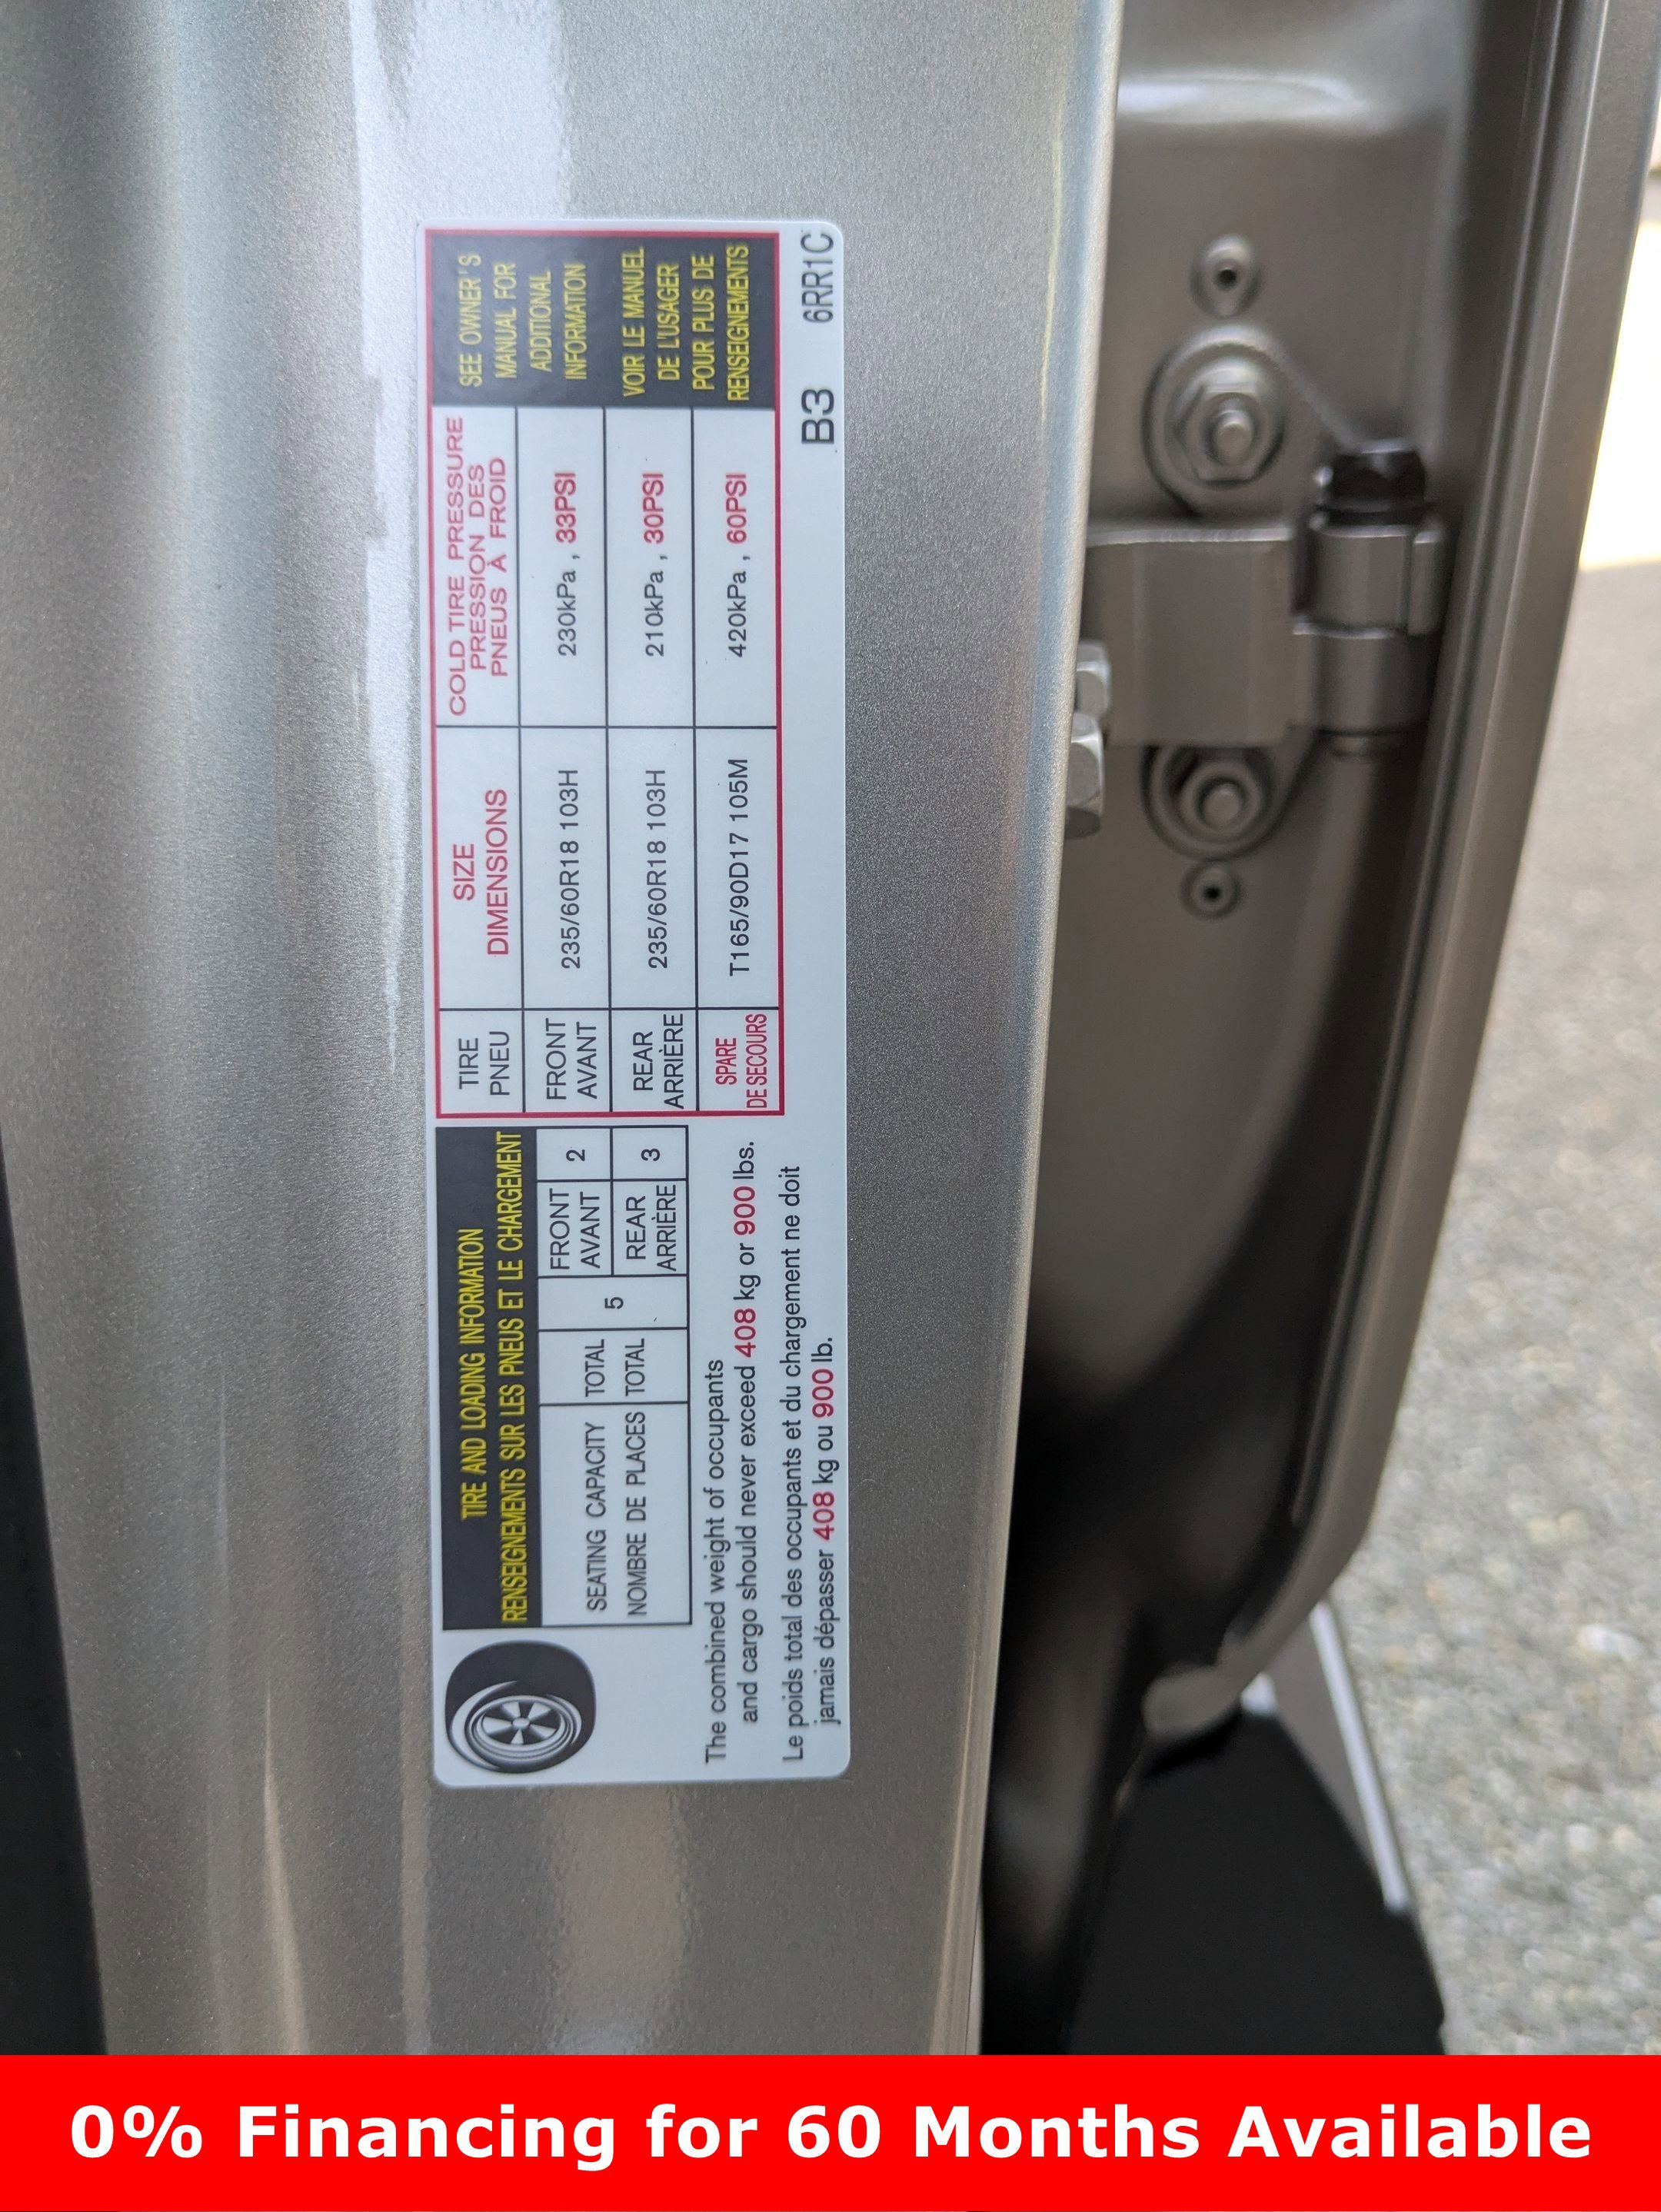 TIRE AND LOADING INFORMATION
RENSEIGNEMENTS SUR LES PNEUS ET LE CHARGEMENT
SEATING CAPACITY
NOMBRE DE PLACES
TOTAL
TOTAL
5
FRONT
AVANT
2
REAR
ARRIÈRE
3
The combined weight of occupants
and cargo should never exceed 408 kg or 900 lbs.
Le poids total des occupants et du chargement ne doit
jamais dépasser 408 kg ou 900 lb.
TIRE
PNEU
SIZE
DIMENSIONS
COLD TIRE PRESSURE
PRESSION DES
PNEUS À FROID
FRONT
AVANT
235/60R18 103H
230kPa , 33PSI
REAR
ARRIÈRE
235/60R18 103H
210kPa , 30PSI
SPARE
DE SECOURS
T165/90D17 105M
420kPa , 60PSI
SEE OWNER'S
MANUAL FOR
ADDITIONAL
INFORMATION
VOIR LE MANUEL
DE L'USAGER
POUR PLUS DE
RENSEIGNEMENTS
B3 6RR1C
0% Financing for 60 Months Available